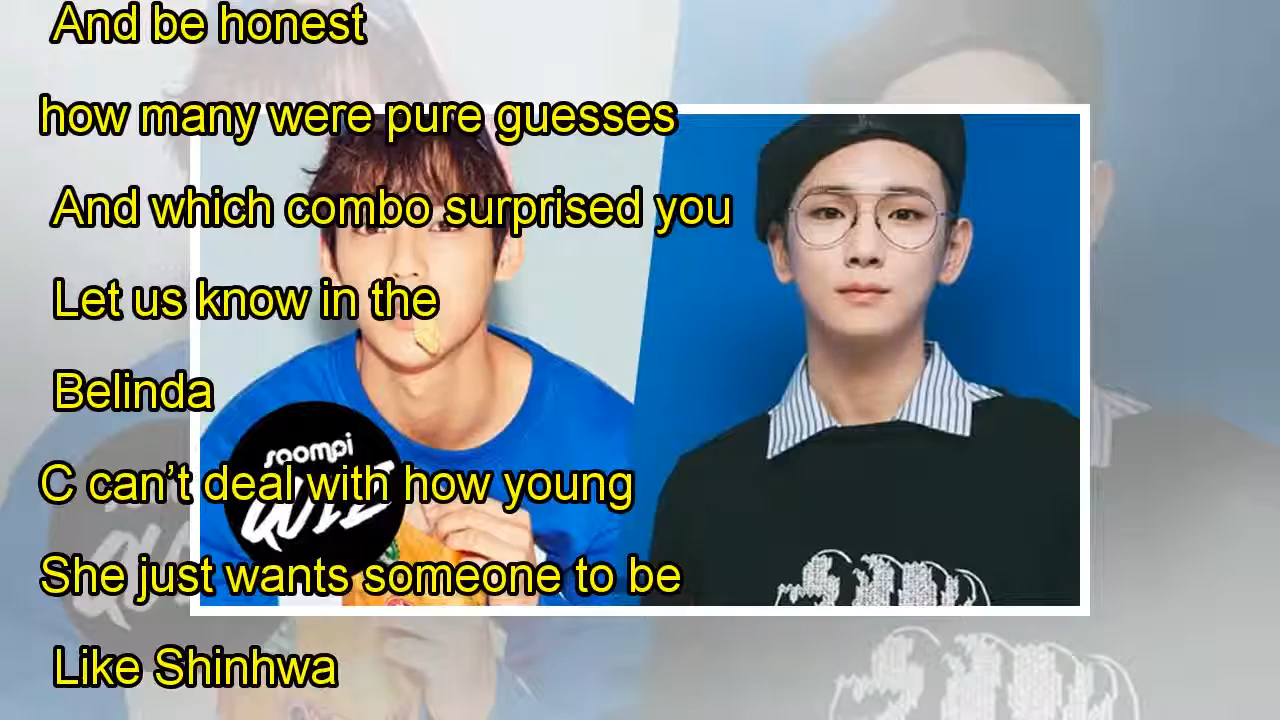 And be honest
how many were pure guesses
And which combo surprised you
Let us know in the
Belinda
soompi
QUIZ
C can’t deal with how young
She just wants someone to be
Like Shinhwa